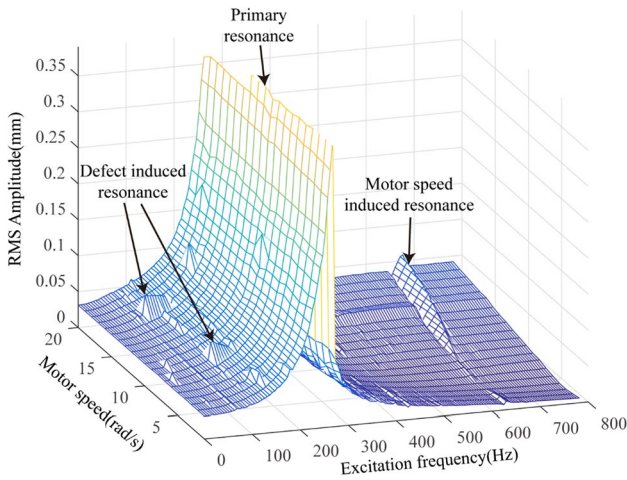 Primary
resonance
0.35
0.3
0.25
0.2
0.15
0.1
0.05
0
RMS Amplitude(mm)
Defect induced
resonance
Motor speed
induced resonance
20
15
10
5
Motor speed(rad/s)
0
100
200
300
400
500
600
700
800
Excitation frequency(Hz)